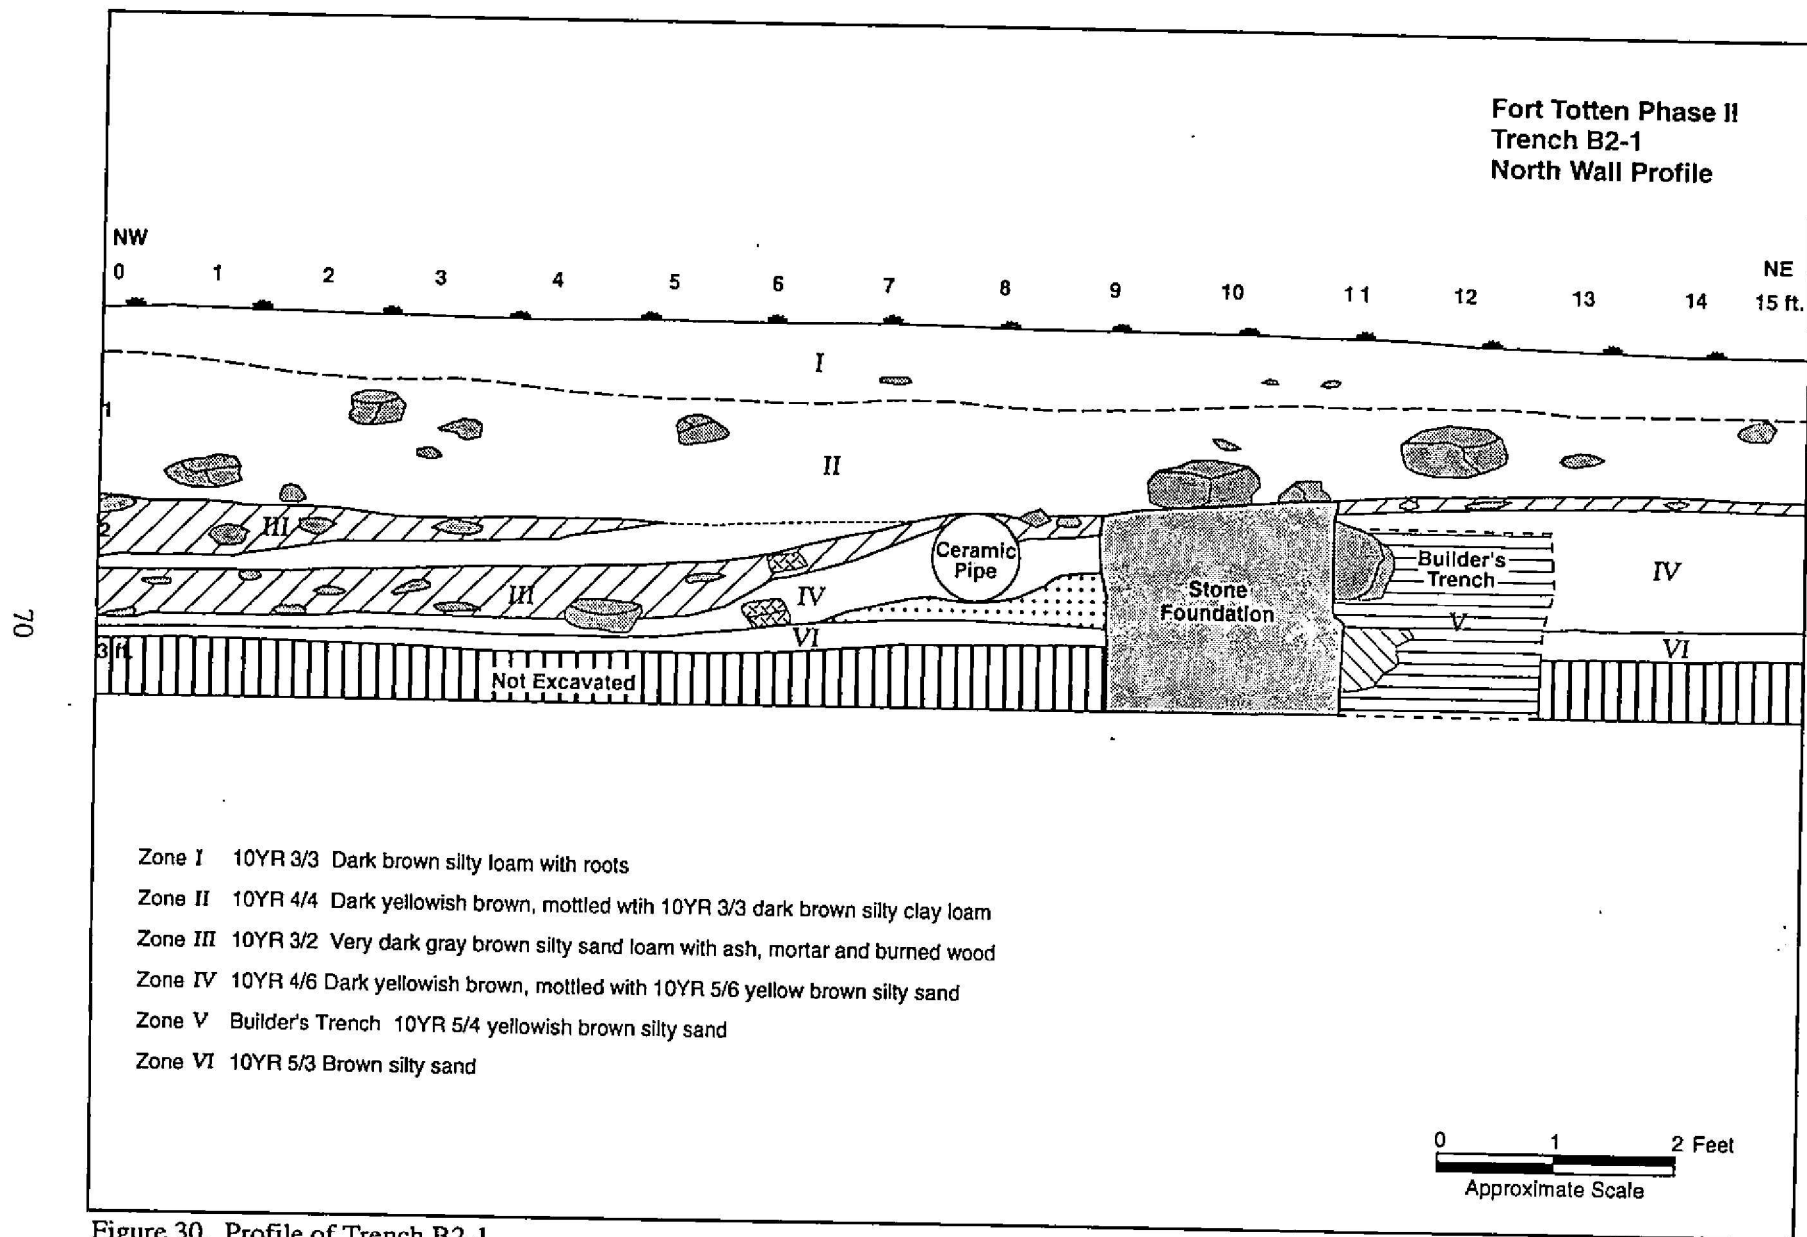 Fort Totten Phase II
Trench B2-1
North Wall Profile
NW
NE
0 1 2 3 4 5 6 7 8 9 10 11 12 13 14 15 ft.
I
1
II
2
III
Ceramic
Pipe
Builder's
Trench
IV
III
IV
Stone
Foundation
V
VI
VI
3 ft.
Not Excavated
70
Zone I 10YR 3/3 Dark brown silty loam with roots
Zone II 10YR 4/4 Dark yellowish brown, mottled wtih 10YR 3/3 dark brown silty clay loam
Zone III 10YR 3/2 Very dark gray brown silty sand loam with ash, mortar and burned wood
Zone IV 10YR 4/6 Dark yellowish brown, mottled with 10YR 5/6 yellow brown silty sand
Zone V Builder's Trench 10YR 5/4 yellowish brown silty sand
Zone VI 10YR 5/3 Brown silty sand
0 1 2 Feet
Approximate Scale
Figure 30. Profile of Trench B2-1